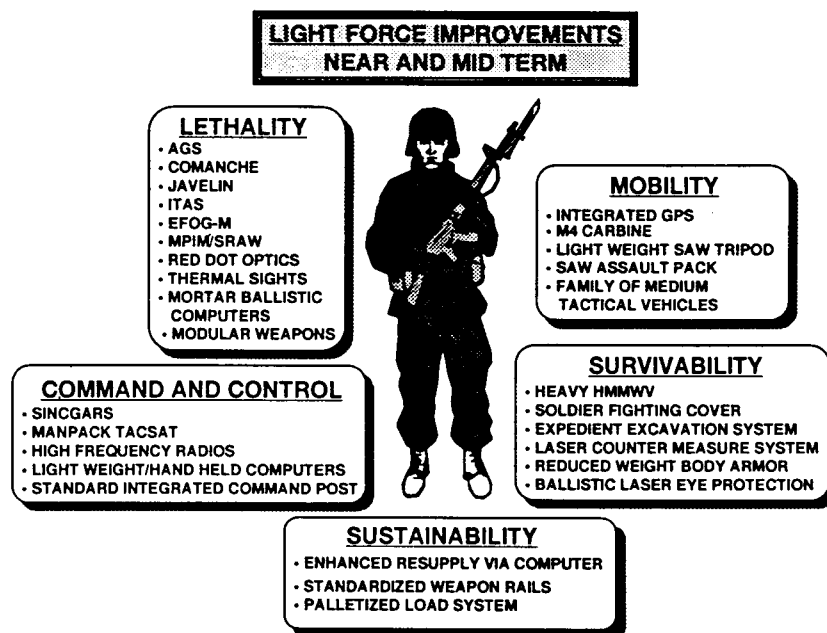 LIGHT FORCE IMPROVEMENTS
NEAR AND MID TERM
LETHALITY
• AGS
• COMANCHE
• JAVELIN
• ITAS
• EFOG-M
• MPIM/SRAW
• RED DOT OPTICS
• THERMAL SIGHTS
• MORTAR BALLISTIC
COMPUTERS
• MODULAR WEAPONS
MOBILITY
• INTEGRATED GPS
• M4 CARBINE
• LIGHT WEIGHT SAW TRIPOD
• SAW ASSAULT PACK
• FAMILY OF MEDIUM
TACTICAL VEHICLES
COMMAND AND CONTROL
• SINCGARS
• MANPACK TACSAT
• HIGH FREQUENCY RADIOS
• LIGHT WEIGHT/HAND HELD COMPUTERS
• STANDARD INTEGRATED COMMAND POST
SURVIVABILITY
• HEAVY HMMWV
• SOLDIER FIGHTING COVER
• EXPEDIENT EXCAVATION SYSTEM
• LASER COUNTER MEASURE SYSTEM
• REDUCED WEIGHT BODY ARMOR
• BALLISTIC LASER EYE PROTECTION
SUSTAINABILITY
• ENHANCED RESUPPLY VIA COMPUTER
• STANDARDIZED WEAPON RAILS
• PALLETIZED LOAD SYSTEM